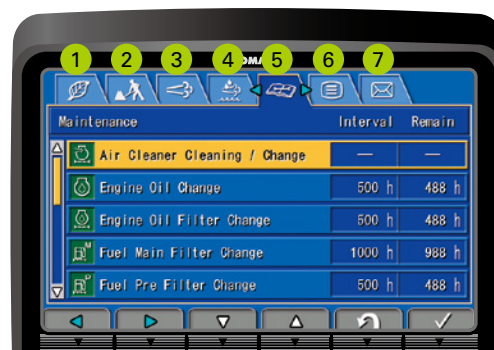 1 2 3 4 5 6 7
Maintenance Interval Remain
Air Cleaner Cleaning / Change — —
Engine Oil Change 500 h 488 h
Engine Oil Filter Change 500 h 488 h
M
Fuel Main Filter Change 1000 h 988 h
P
Fuel Pre Filter Change 500 h 488 h